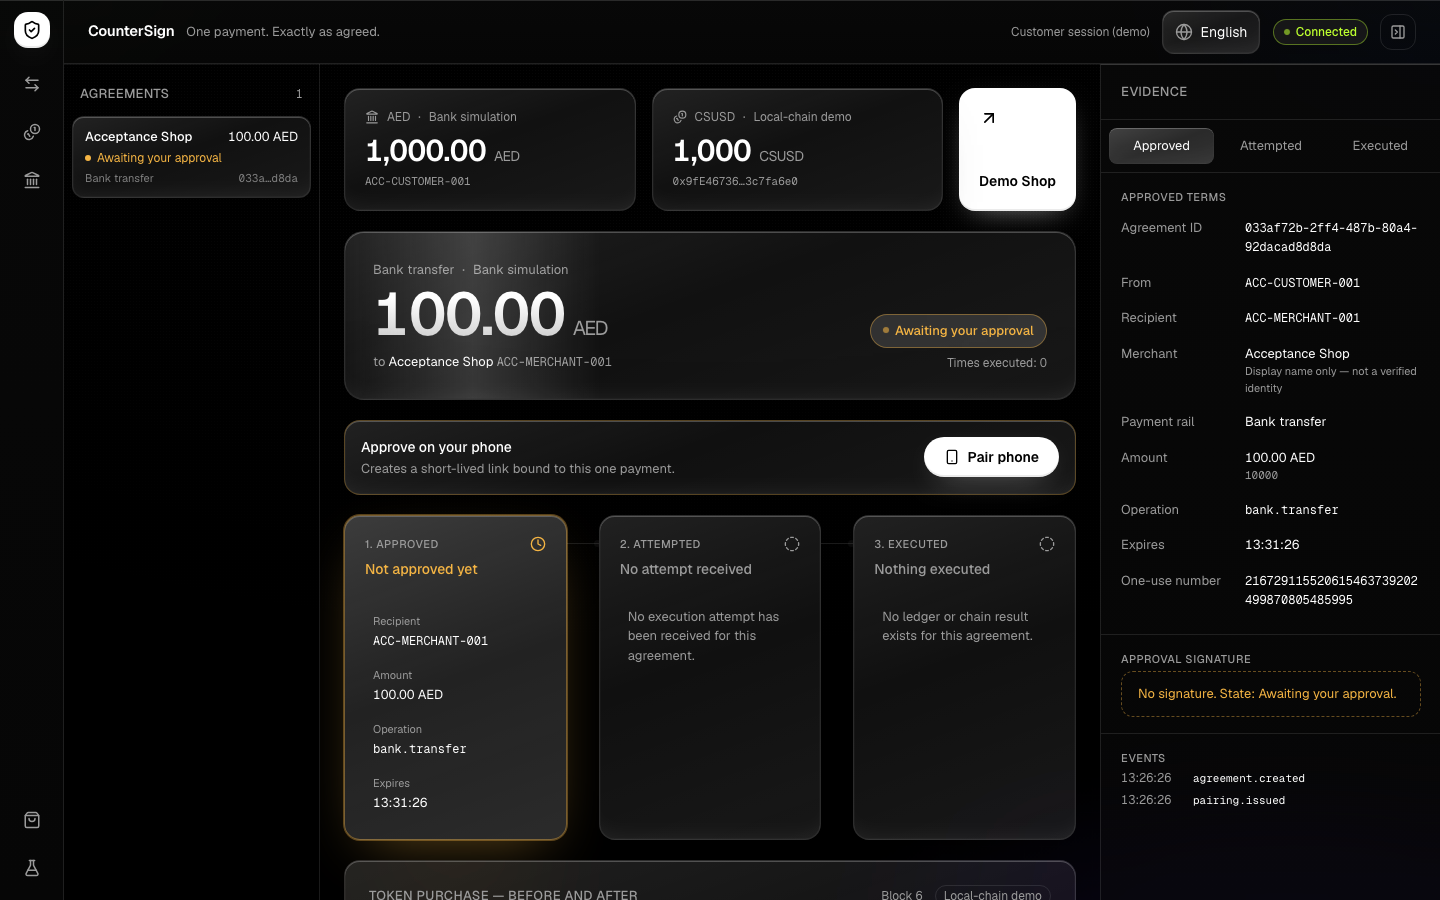 CounterSign One payment. Exactly as agreed.
Customer session (demo)
English
Connected
AGREEMENTS 1
Acceptance Shop 100.00 AED
Awaiting your approval
Bank transfer 033a…d8da
AED · Bank simulation
1,000.00 AED
ACC-CUSTOMER-001
CSUSD · Local-chain demo
1,000 CSUSD
0x9fE46736…3c7fa6e0
Demo Shop
Bank transfer · Bank simulation
100.00 AED
to Acceptance Shop ACC-MERCHANT-001
Awaiting your approval
Times executed: 0
Approve on your phone
Creates a short-lived link bound to this one payment.
Pair phone
1. APPROVED
Not approved yet
Recipient
ACC-MERCHANT-001
Amount
100.00 AED
Operation
bank.transfer
Expires
13:31:26
2. ATTEMPTED
No attempt received
No execution attempt has
been received for this
agreement.
3. EXECUTED
Nothing executed
No ledger or chain result
exists for this agreement.
TOKEN PURCHASE — BEFORE AND AFTER
Block 6
Local-chain demo
EVIDENCE
Approved Attempted Executed
APPROVED TERMS
Agreement ID 033af72b-2ff4-487b-80a4-
92dacad8d8da
From ACC-CUSTOMER-001
Recipient ACC-MERCHANT-001
Merchant Acceptance Shop
Display name only — not a verified
identity
Payment rail Bank transfer
Amount 100.00 AED
10000
Operation bank.transfer
Expires 13:31:26
One-use number 216729115520615463739202
499870805485995
APPROVAL SIGNATURE
No signature. State: Awaiting your approval.
EVENTS
13:26:26 agreement.created
13:26:26 pairing.issued